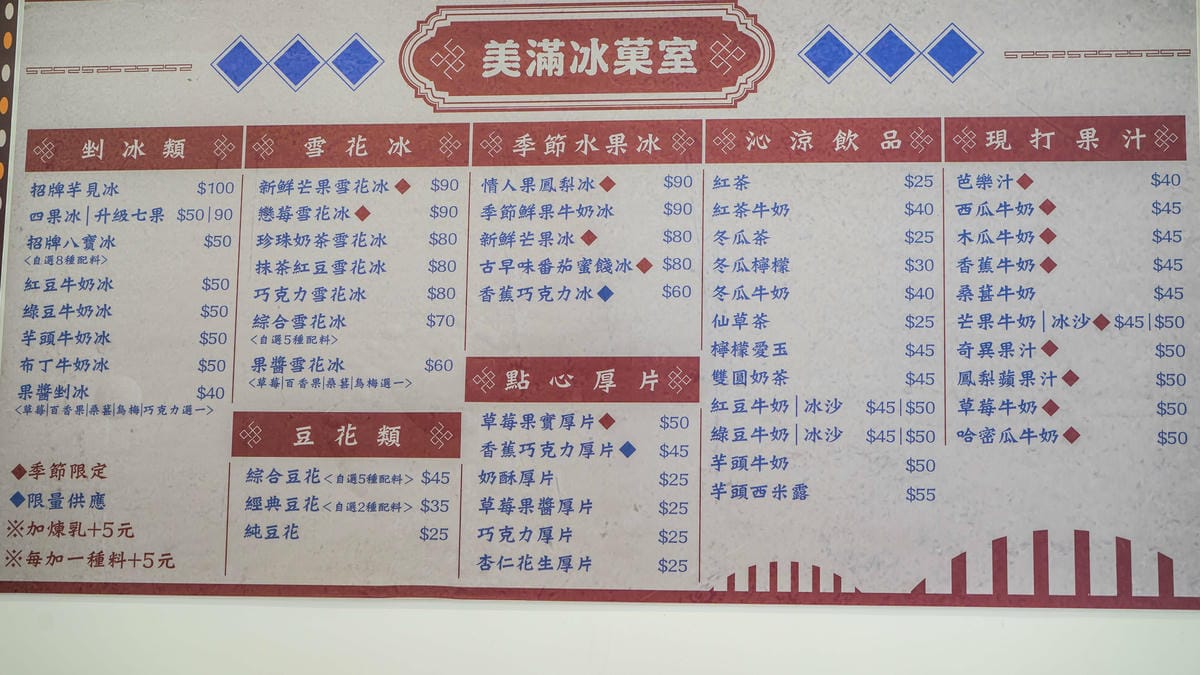 美滿冰菓室
剉冰類
招牌芋見冰 $100
四果冰|升級七果 $50|90
招牌八寶冰 $50
<自選8種配料>
紅豆牛奶冰 $50
綠豆牛奶冰 $50
芋頭牛奶冰 $50
布丁牛奶冰 $50
果醬剉冰 $40
<草莓|百香果|桑葚|烏梅|巧克力選一>
◆季節限定
◆限量供應
※加煉乳+5元
※每加一種料+5元
雪花冰
新鮮芒果雪花冰◆ $90
戀莓雪花冰◆ $90
珍珠奶茶雪花冰 $80
抹茶紅豆雪花冰 $80
巧克力雪花冰 $80
綜合雪花冰 $70
<自選5種配料>
果醬雪花冰 $60
<草莓|百香果|桑葚|烏梅選一>
豆花類
綜合豆花<自選5種配料> $45
經典豆花<自選2種配料> $35
純豆花 $25
季節水果冰
情人果鳳梨冰◆ $90
季節鮮果牛奶冰 $90
新鮮芒果冰◆ $80
古早味番茄蜜餞冰◆ $80
香蕉巧克力冰◆ $60
點心厚片
草莓果實厚片◆ $50
香蕉巧克力厚片◆ $45
奶酥厚片 $25
草莓果醬厚片 $25
巧克力厚片 $25
杏仁花生厚片 $25
沁涼飲品
紅茶 $25
紅茶牛奶 $40
冬瓜茶 $25
冬瓜檸檬 $30
冬瓜牛奶 $40
仙草茶 $25
檸檬愛玉 $45
雙圓奶茶 $45
紅豆牛奶|冰沙 $45|$50
綠豆牛奶|冰沙 $45|$50
芋頭牛奶 $50
芋頭西米露 $55
現打果汁
芭樂汁◆ $40
西瓜牛奶◆ $45
木瓜牛奶◆ $45
香蕉牛奶◆ $45
桑葚牛奶 $45
芒果牛奶|冰沙◆ $45|$50
奇異果汁◆ $50
鳳梨蘋果汁◆ $50
草莓牛奶◆ $50
哈密瓜牛奶◆ $50